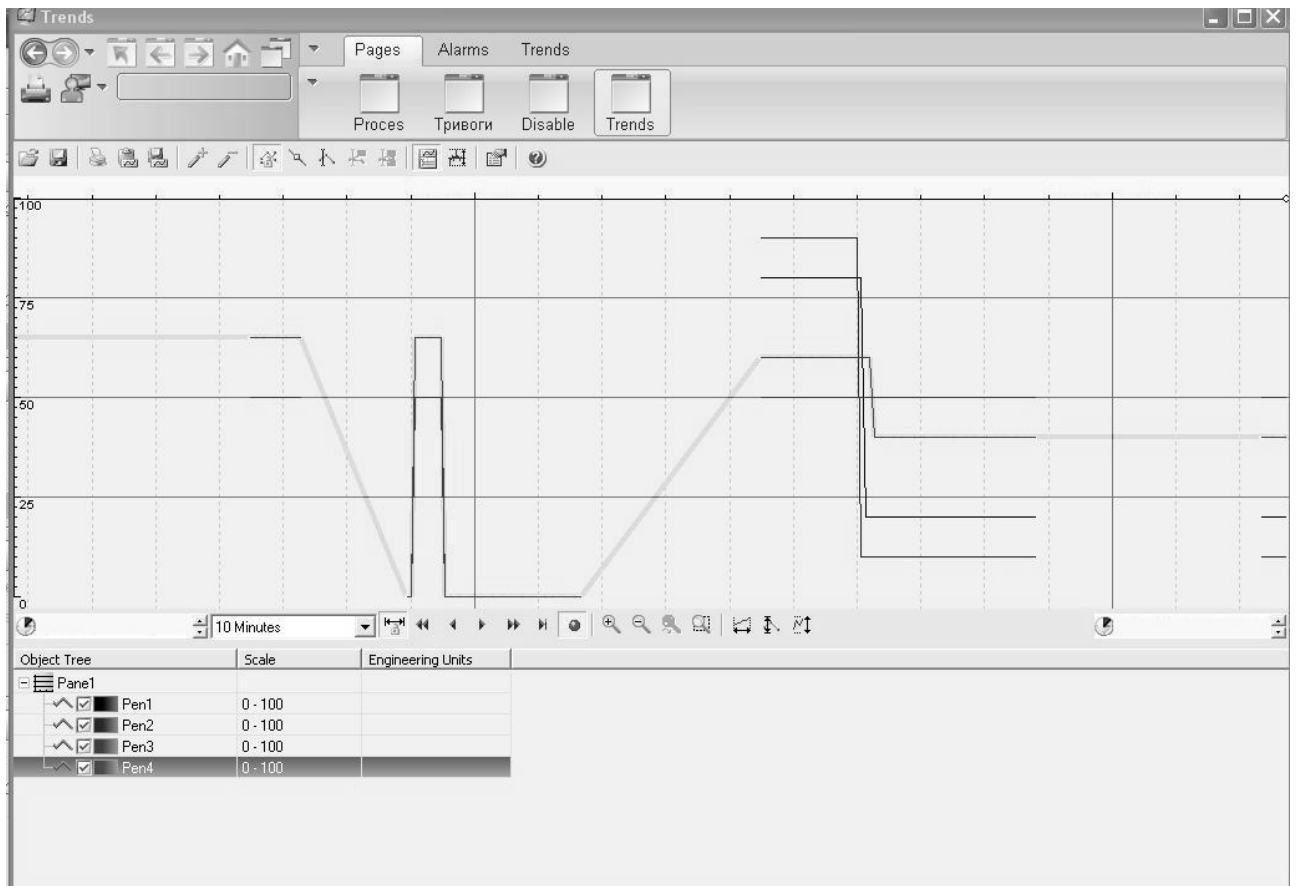 Trends
Pages Alarms Trends
Proces Тривоги Disable Trends
100
75
50
25
0
10 Minutes
Object Tree Scale Engineering Units
Pane1
Pen1 0 - 100
Pen2 0 - 100
Pen3 0 - 100
Pen4 0 - 100